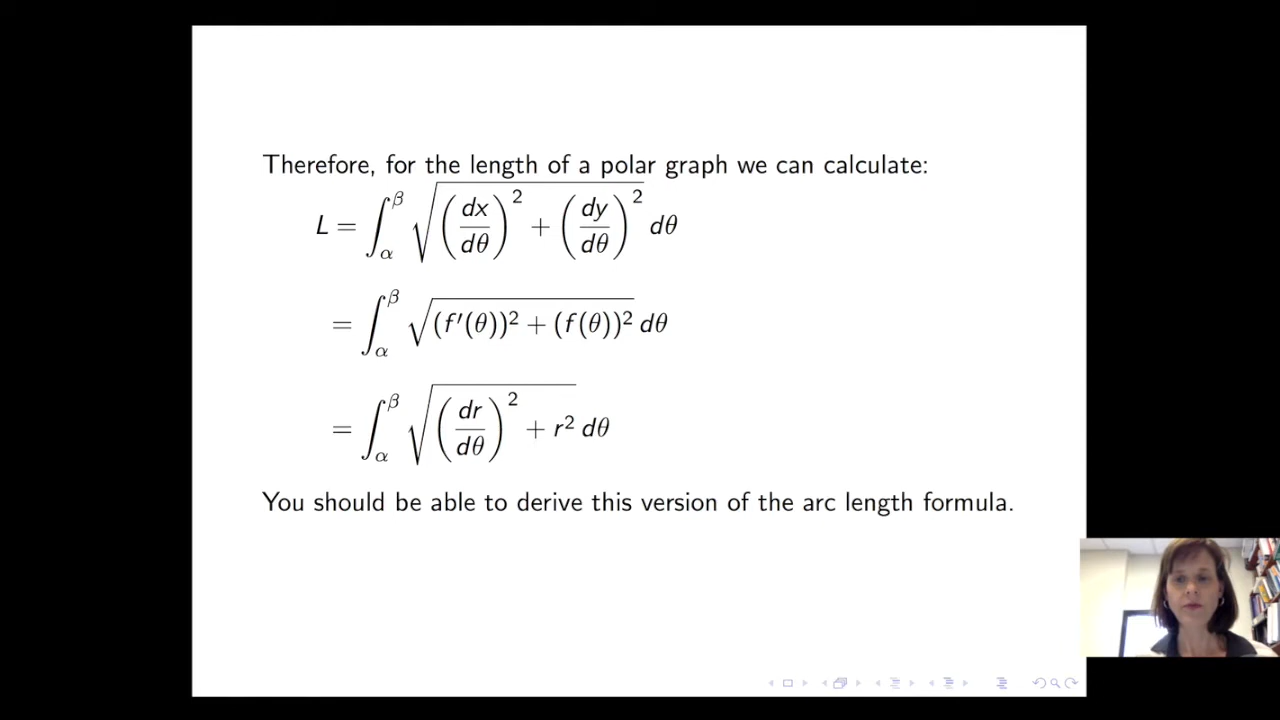 Therefore, for the length of a polar graph we can calculate:
L = ∫_α^β √((dx/dθ)² + (dy/dθ)²) dθ
= ∫_α^β √((f′(θ))² + (f(θ))²) dθ
= ∫_α^β √((dr/dθ)² + r²) dθ
You should be able to derive this version of the arc length formula.